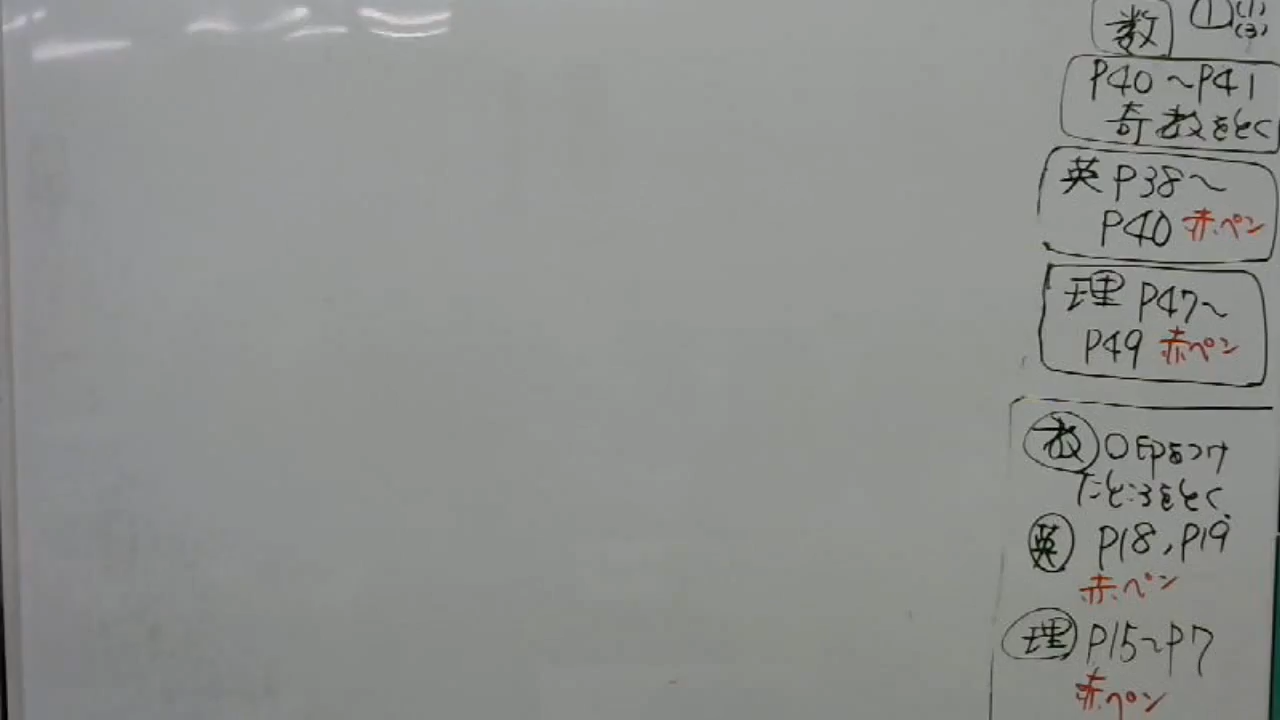 数 ① (1)
(3)
P40～P41
奇数をとく
英 P38～
P40 赤ペン
理 P47～
P49 赤ペン
数 ○印をつけ
たところをとく
英 P18, P19
赤ペン
理 P15～P7
赤ペン